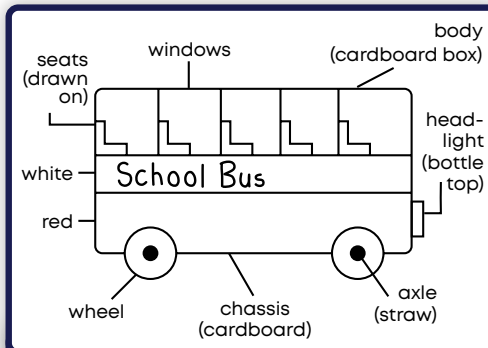 body
(cardboard box)
windows
seats
(drawn
on)
head-
light
(bottle
top)
white
School Bus
red
axle
(straw)
wheel
chassis
(cardboard)